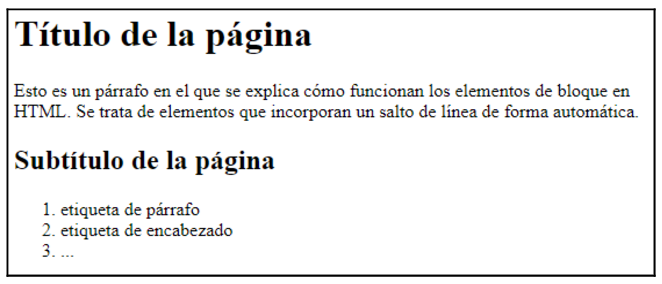 Título de la página
Esto es un párrafo en el que se explica cómo funcionan los elementos de bloque en
HTML. Se trata de elementos que incorporan un salto de línea de forma automática.
Subtítulo de la página
1. etiqueta de párrafo
2. etiqueta de encabezado
3. ...